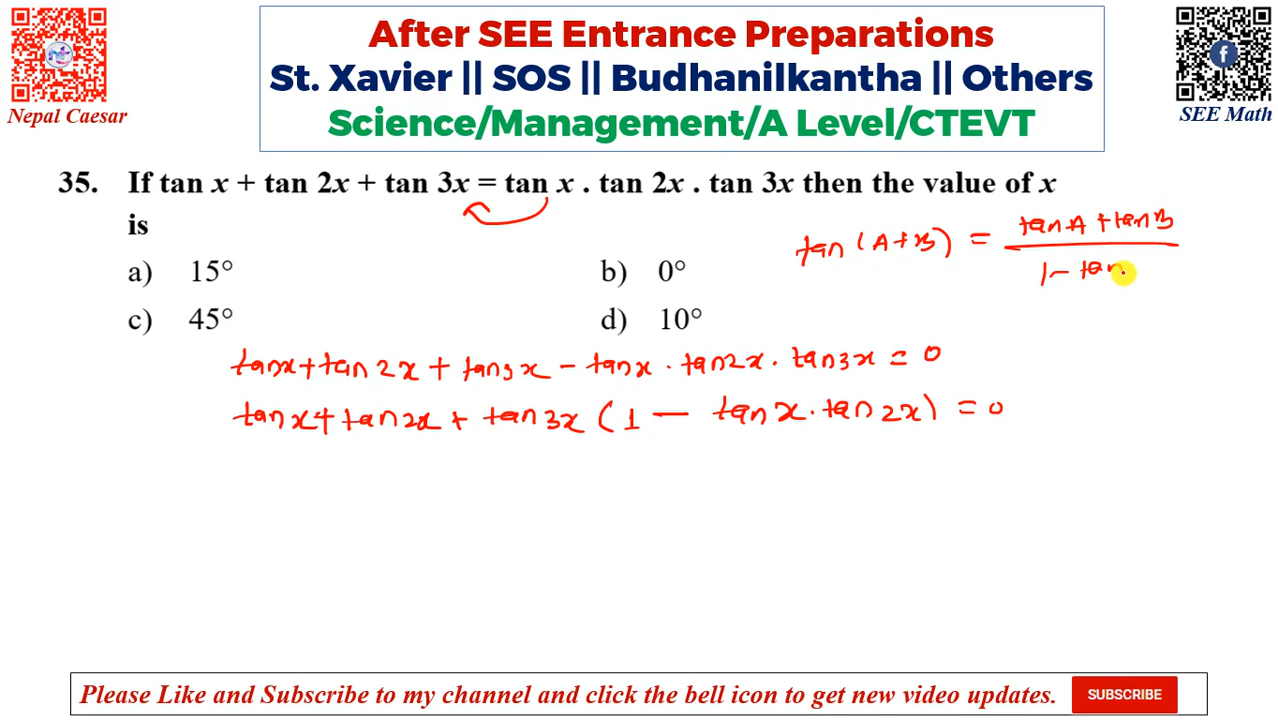 After SEE Entrance Preparations
St. Xavier || SOS || Budhanilkantha || Others
Science/Management/A Level/CTEVT
Nepal Caesar
SEE Math
35. If tan x + tan 2x + tan 3x = tan x . tan 2x . tan 3x then the value of x
is
tan (A+B) = tanA + tanB
1 - tan
a) 15° b) 0°
c) 45° d) 10°
tanx + tan 2x + tan3x - tanx . tan2x . tan3x = 0
tanx + tan2x + tan3x (1 - tanx . tan2x) = 0
Please Like and Subscribe to my channel and click the bell icon to get new video updates.
SUBSCRIBE